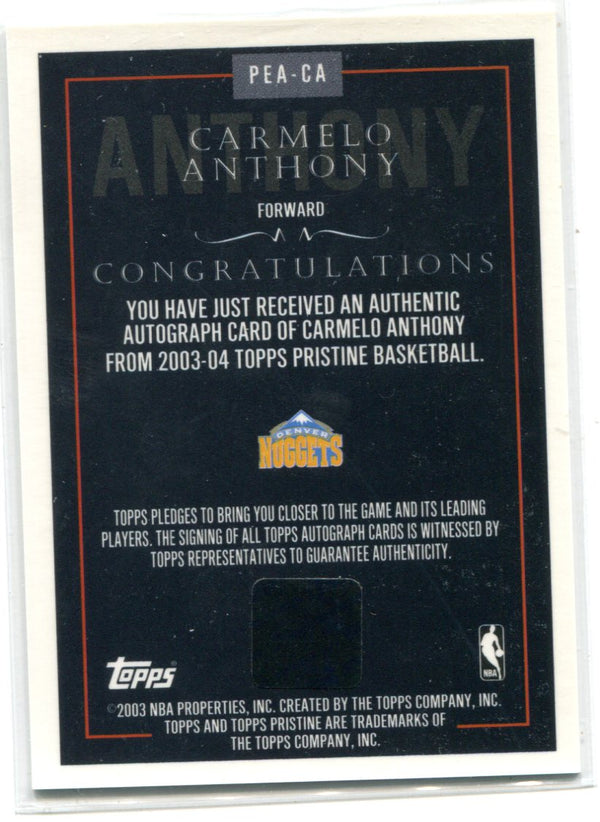 PEA-CA
ANTHONY
CARMELO
ANTHONY
FORWARD
CONGRATULATIONS
YOU HAVE JUST RECEIVED AN AUTHENTIC
AUTOGRAPH CARD OF CARMELO ANTHONY
FROM 2003-04 TOPPS PRISTINE BASKETBALL.
DENVER
NUGGETS
TOPPS PLEDGES TO BRING YOU CLOSER TO THE GAME AND ITS LEADING
PLAYERS. THE SIGNING OF ALL TOPPS AUTOGRAPH CARDS IS WITNESSED BY
TOPPS REPRESENTATIVES TO GUARANTEE AUTHENTICITY.
Topps
NBA
©2003 NBA PROPERTIES, INC. CREATED BY THE TOPPS COMPANY, INC.
TOPPS AND TOPPS PRISTINE ARE TRADEMARKS OF
THE TOPPS COMPANY, INC.